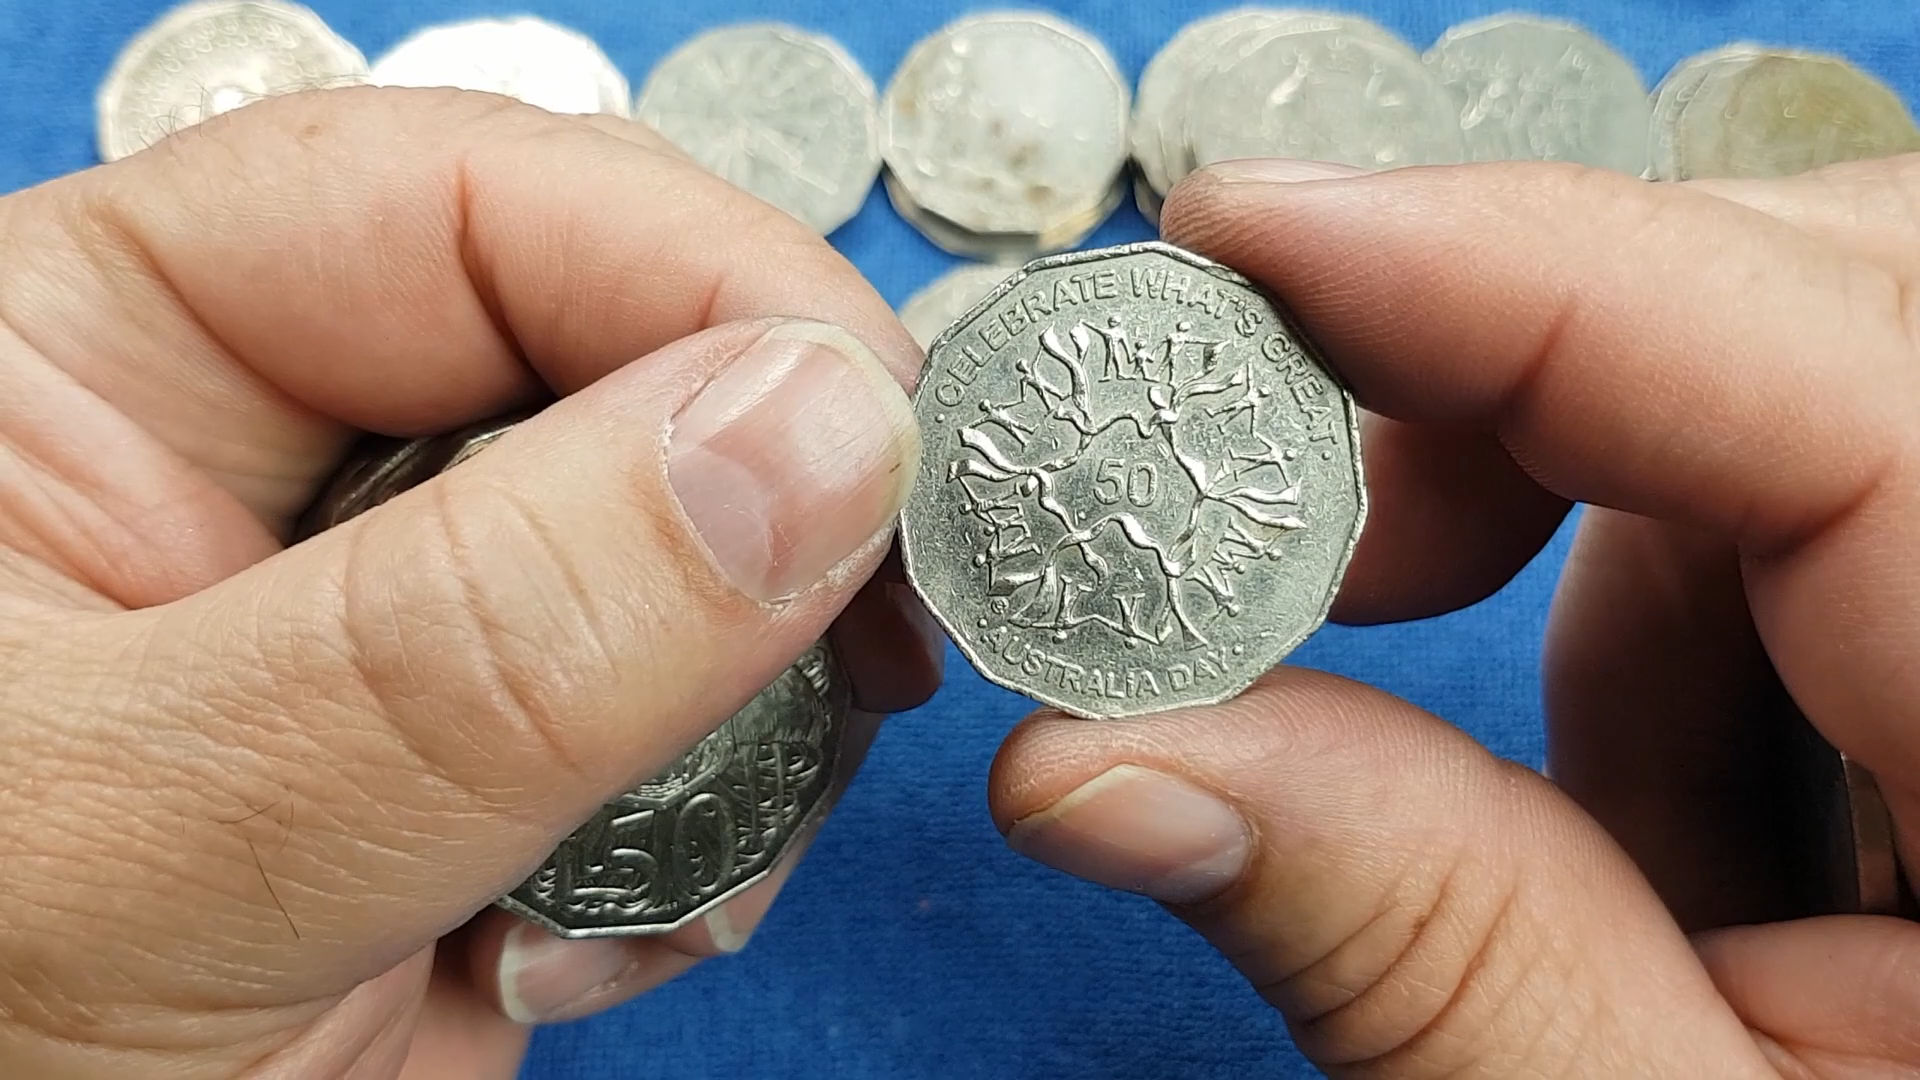 ·CELEBRATE WHAT'S GREAT·
50
·AUSTRALiA DAY·
50